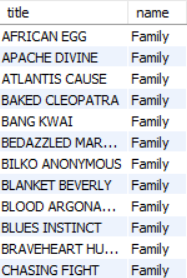 title name
AFRICAN EGG Family
APACHE DIVINE Family
ATLANTIS CAUSE Family
BAKED CLEOPATRA Family
BANG KWAI Family
BEDAZZLED MAR... Family
BILKO ANONYMOUS Family
BLANKET BEVERLY Family
BLOOD ARGONA... Family
BLUES INSTINCT Family
BRAVEHEART HU... Family
CHASING FIGHT Family